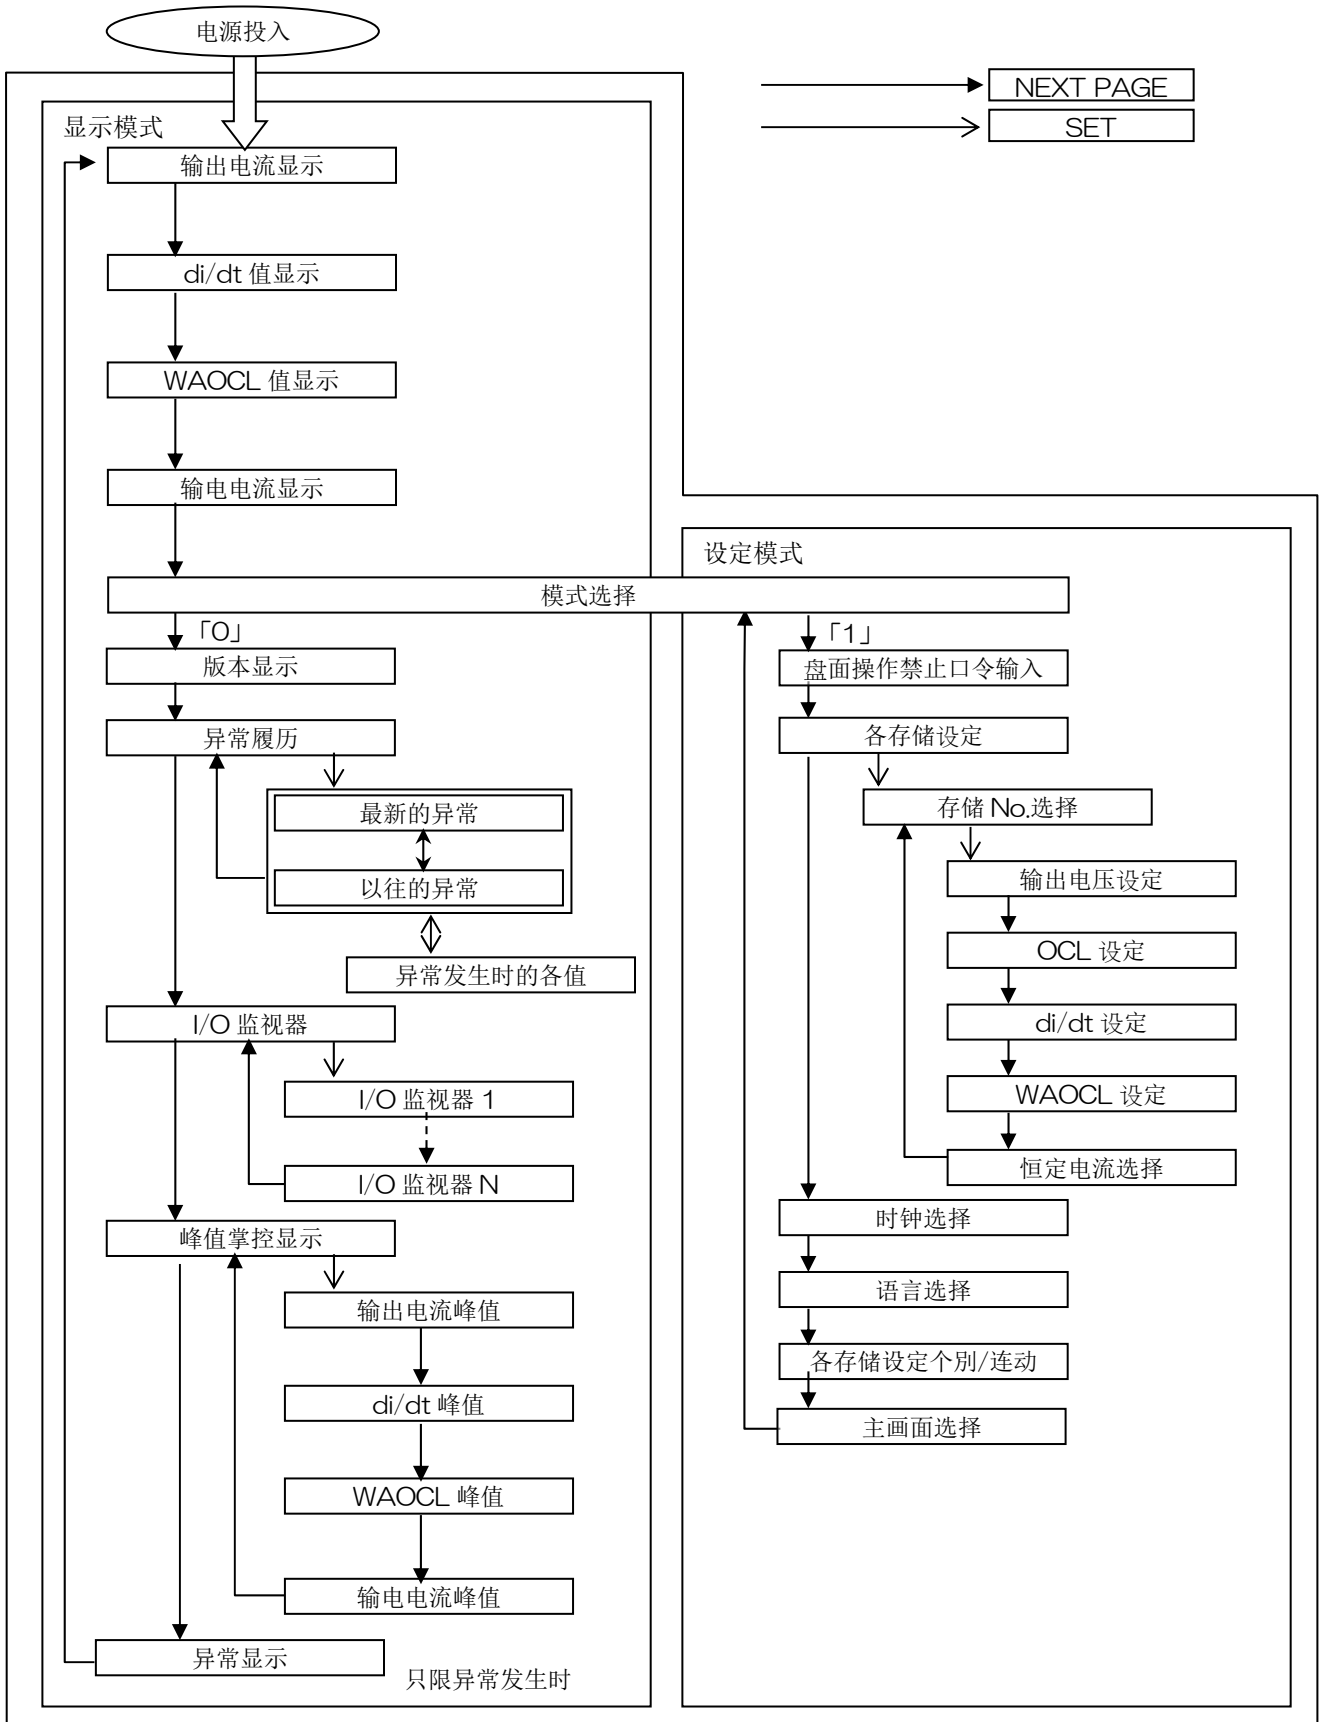 电源投入
NEXT PAGE
SET
显示模式
输出电流显示
di/dt 值显示
WAOCL 值显示
输电电流显示
设定模式
模式选择
「0」
版本显示
异常履历
最新的异常
以往的异常
异常发生时的各值
I/O 监视器
I/O 监视器 1
I/O 监视器 N
峰值掌控显示
输出电流峰值
di/dt 峰值
WAOCL 峰值
输电电流峰值
异常显示
只限异常发生时
「1」
盘面操作禁止口令输入
各存储设定
存储 No.选择
输出电压设定
OCL 设定
di/dt 设定
WAOCL 设定
恒定电流选择
时钟选择
语言选择
各存储设定个別/连动
主画面选择